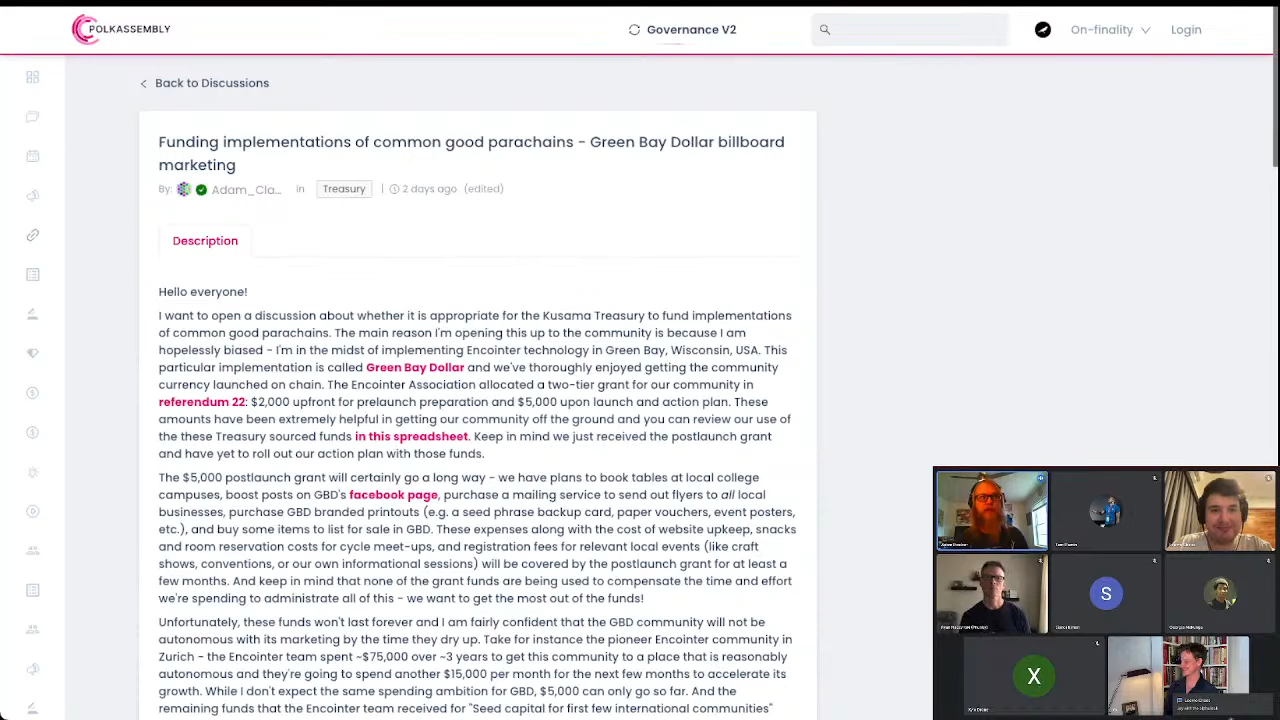 POLKASSEMBLY
Governance V2
On-finality
Login
Back to Discussions
Funding implementations of common good parachains - Green Bay Dollar billboard
marketing
By: Adam_Cla... in Treasury | 2 days ago (edited)
Description
Hello everyone!
I want to open a discussion about whether it is appropriate for the Kusama Treasury to fund implementations
of common good parachains. The main reason I'm opening this up to the community is because I am
hopelessly biased - I'm in the midst of implementing Encointer technology in Green Bay, Wisconsin, USA. This
particular implementation is called Green Bay Dollar and we've thoroughly enjoyed getting the community
currency launched on chain. The Encointer Association allocated a two-tier grant for our community in
referendum 22: $2,000 upfront for prelaunch preparation and $5,000 upon launch and action plan. These
amounts have been extremely helpful in getting our community off the ground and you can review our use of
the these Treasury sourced funds in this spreadsheet. Keep in mind we just received the postlaunch grant
and have yet to roll out our action plan with those funds.
The $5,000 postlaunch grant will certainly go a long way - we have plans to book tables at local college
campuses, boost posts on GBD's facebook page, purchase a mailing service to send out flyers to all local
businesses, purchase GBD branded printouts (e.g. a seed phrase backup card, paper vouchers, event posters,
etc.), and buy some items to list for sale in GBD. These expenses along with the cost of website upkeep, snacks
and room reservation costs for cycle meet-ups, and registration fees for relevant local events (like craft
shows, conventions, or our own informational sessions) will be covered by the postlaunch grant for at least a
few months. And keep in mind that none of the grant funds are being used to compensate the time and effort
we're spending to administrate all of this - we want to get the most out of the funds!
Unfortunately, these funds won't last forever and I am fairly confident that the GBD community will not be
autonomous with its marketing by the time they dry up. Take for instance the pioneer Encointer community in
Zurich - the Encointer team spent ~$75,000 over ~3 years to get this community to a place that is reasonably
autonomous and they're going to spend another $15,000 per month for the next few months to accelerate its
growth. While I don't expect the same spending ambition for GBD, $5,000 can only go so far. And the
remaining funds that the Encointer team received for "Seed capital for first few international communities"
S
X